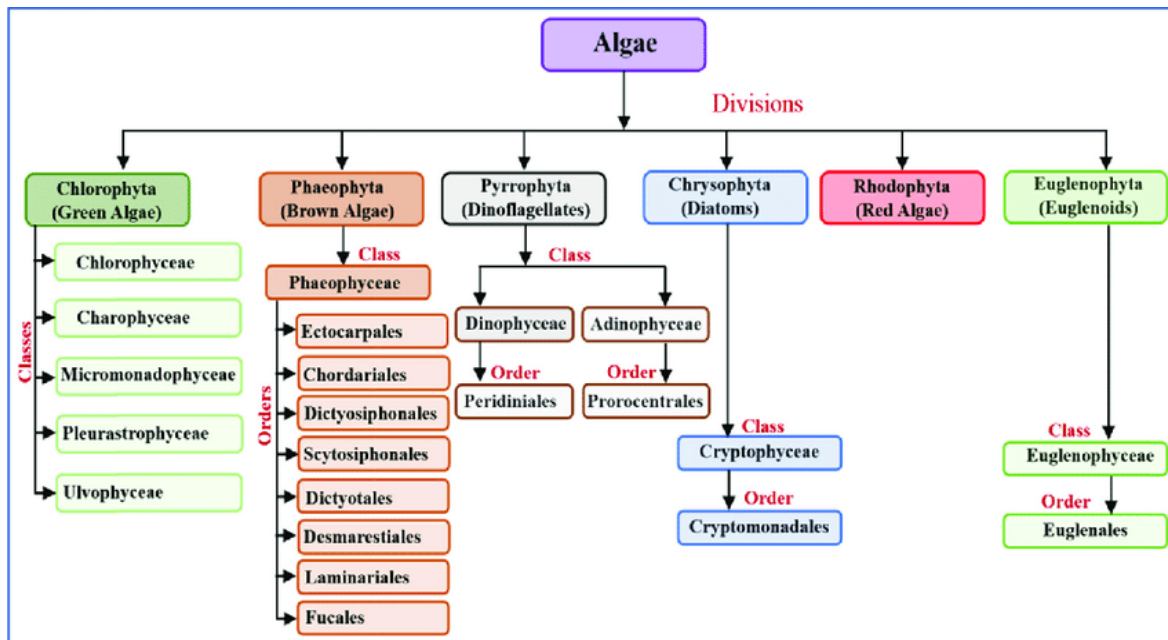 Algae
Divisions
Chlorophyta
(Green Algae)
Phaeophyta
(Brown Algae)
Pyrrophyta
(Dinoflagellates)
Chrysophyta
(Diatoms)
Rhodophyta
(Red Algae)
Euglenophyta
(Euglenoids)
Classes
Chlorophyceae
Charophyceae
Micromonadophyceae
Pleurastrophyceae
Ulvophyceae
Class
Phaeophyceae
Orders
Ectocarpales
Chordariales
Dictyosiphonales
Scytosiphonales
Dictyotales
Desmarestiales
Laminariales
Fucales
Class
Dinophyceae
Adinophyceae
Order
Order
Peridiniales
Prorocentrales
Class
Cryptophyceae
Order
Cryptomonadales
Class
Euglenophyceae
Order
Euglenales